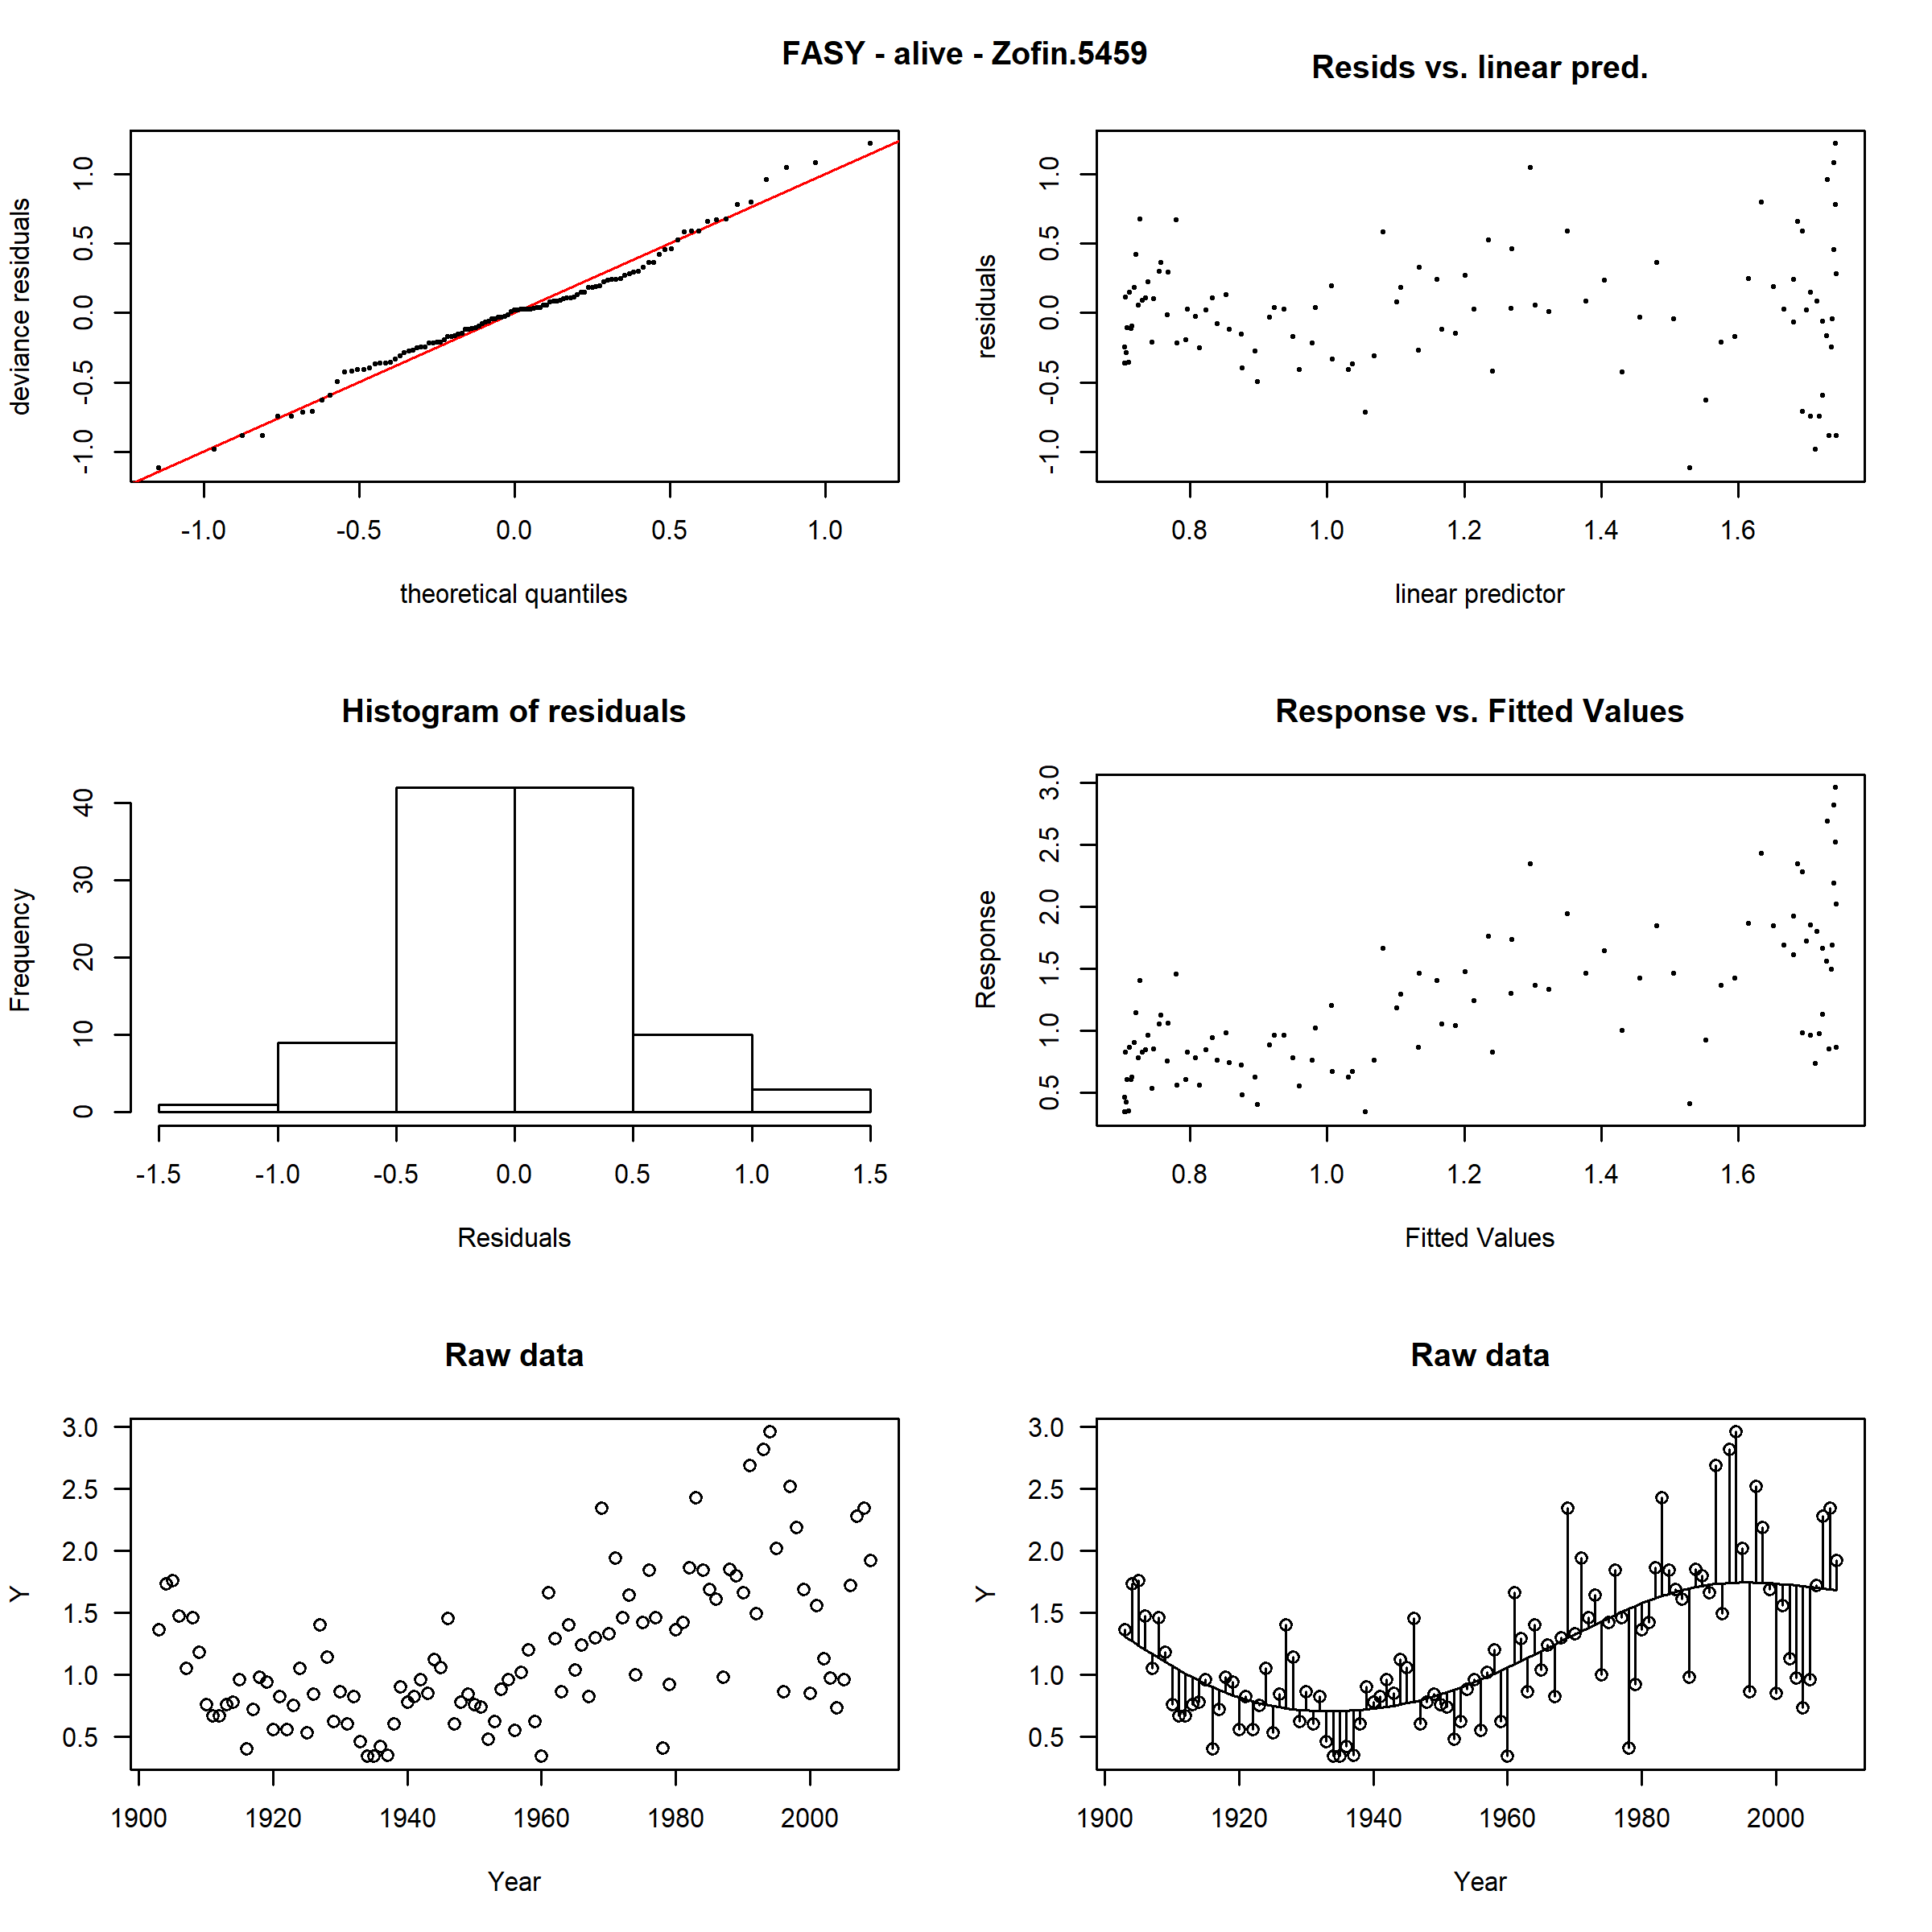 FASY - alive - Zofin.5459
Resids vs. linear pred.
deviance residuals
1.0
0.5
0.0
-0.5
-1.0
-1.0 -0.5 0.0 0.5 1.0
theoretical quantiles
residuals
1.0
0.5
0.0
-0.5
-1.0
0.8 1.0 1.2 1.4 1.6
linear predictor
Histogram of residuals
Frequency
40
30
20
10
0
-1.5 -1.0 -0.5 0.0 0.5 1.0 1.5
Residuals
Response vs. Fitted Values
Response
3.0
2.5
2.0
1.5
1.0
0.5
0.8 1.0 1.2 1.4 1.6
Fitted Values
Raw data
Y
3.0
2.5
2.0
1.5
1.0
0.5
1900 1920 1940 1960 1980 2000
Year
Raw data
Y
3.0
2.5
2.0
1.5
1.0
0.5
1900 1920 1940 1960 1980 2000
Year